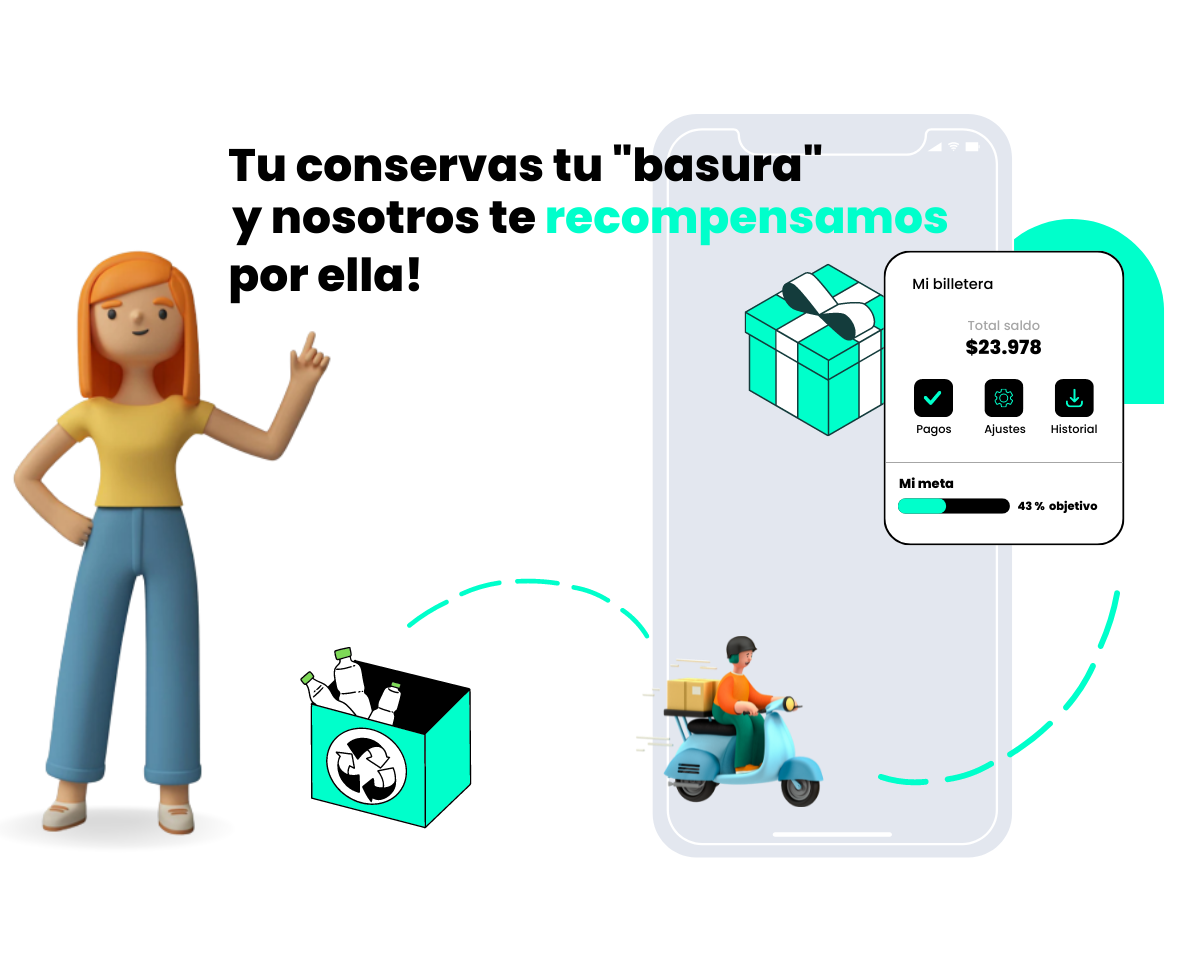 Tu conservas tu "basura"
y nosotros te recompensamos
por ella!
Mi billetera
Total saldo
$23.978
Pagos
Ajustes
Historial
Mi meta
43 % objetivo